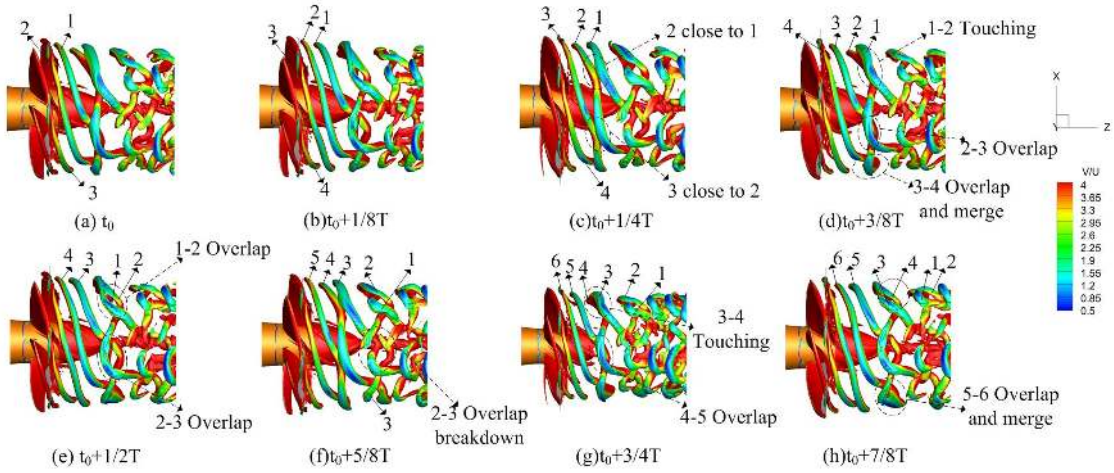 2 1
3
(a) t₀
3 2 1
4
(b)t₀+1/8T
3 2 1
2 close to 1
4
3 close to 2
(c)t₀+1/4T
4 3 2 1
1-2 Touching
2-3 Overlap
3-4 Overlap
and merge
(d)t₀+3/8T
X
Y
Z
V/U
4
3.65
3.3
2.95
2.6
2.25
1.9
1.55
1.2
0.85
0.5
4 3 1 2
1-2 Overlap
2-3 Overlap
(e) t₀+1/2T
5 4 3 2 1
3
2-3 Overlap
breakdown
(f)t₀+5/8T
6 5 4 3 2 1
3-4
Touching
4-5 Overlap
(g)t₀+3/4T
6 5 3 4 1 2
5-6 Overlap
and merge
(h)t₀+7/8T